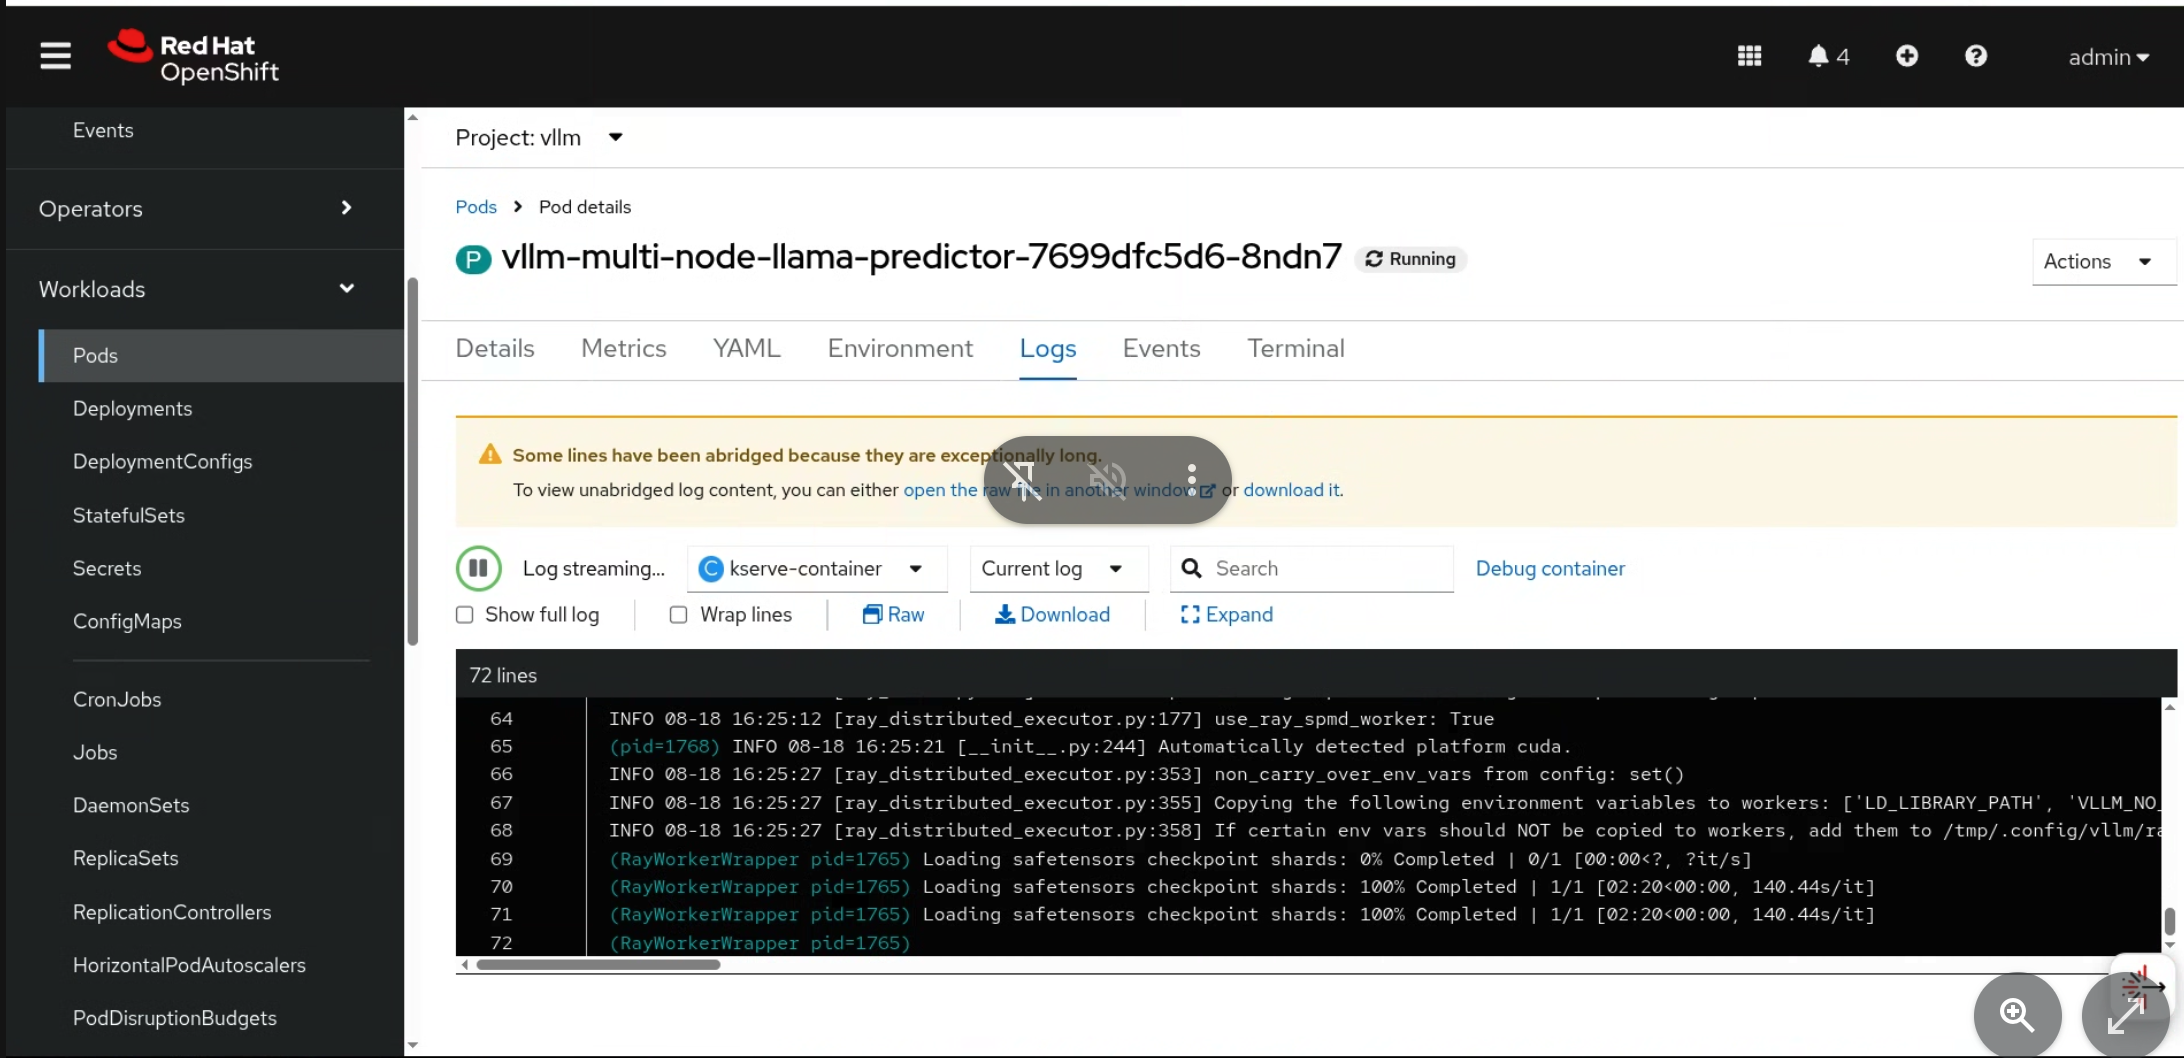 Red Hat
OpenShift
4
admin
Events
Operators
Workloads
Pods
Deployments
DeploymentConfigs
StatefulSets
Secrets
ConfigMaps
CronJobs
Jobs
DaemonSets
ReplicaSets
ReplicationControllers
HorizontalPodAutoscalers
PodDisruptionBudgets
Project: vllm
Pods > Pod details
P vllm-multi-node-llama-predictor-7699dfc5d6-8ndn7 Running
Actions
Details Metrics YAML Environment Logs Events Terminal
Some lines have been abridged because they are exceptionally long.
To view unabridged log content, you can either open the raw file in another window or download it.
Log streaming... C kserve-container Current log Search Debug container
Show full log Wrap lines Raw Download Expand
72 lines
64 INFO 08-18 16:25:12 [ray_distributed_executor.py:177] use_ray_spmd_worker: True
65 (pid=1768) INFO 08-18 16:25:21 [__init__.py:244] Automatically detected platform cuda.
66 INFO 08-18 16:25:27 [ray_distributed_executor.py:353] non_carry_over_env_vars from config: set()
67 INFO 08-18 16:25:27 [ray_distributed_executor.py:355] Copying the following environment variables to workers: ['LD_LIBRARY_PATH', 'VLLM_NO_
68 INFO 08-18 16:25:27 [ray_distributed_executor.py:358] If certain env vars should NOT be copied to workers, add them to /tmp/.config/vllm/ra
69 (RayWorkerWrapper pid=1765) Loading safetensors checkpoint shards: 0% Completed | 0/1 [00:00<?, ?it/s]
70 (RayWorkerWrapper pid=1765) Loading safetensors checkpoint shards: 100% Completed | 1/1 [02:20<00:00, 140.44s/it]
71 (RayWorkerWrapper pid=1765) Loading safetensors checkpoint shards: 100% Completed | 1/1 [02:20<00:00, 140.44s/it]
72 (RayWorkerWrapper pid=1765)